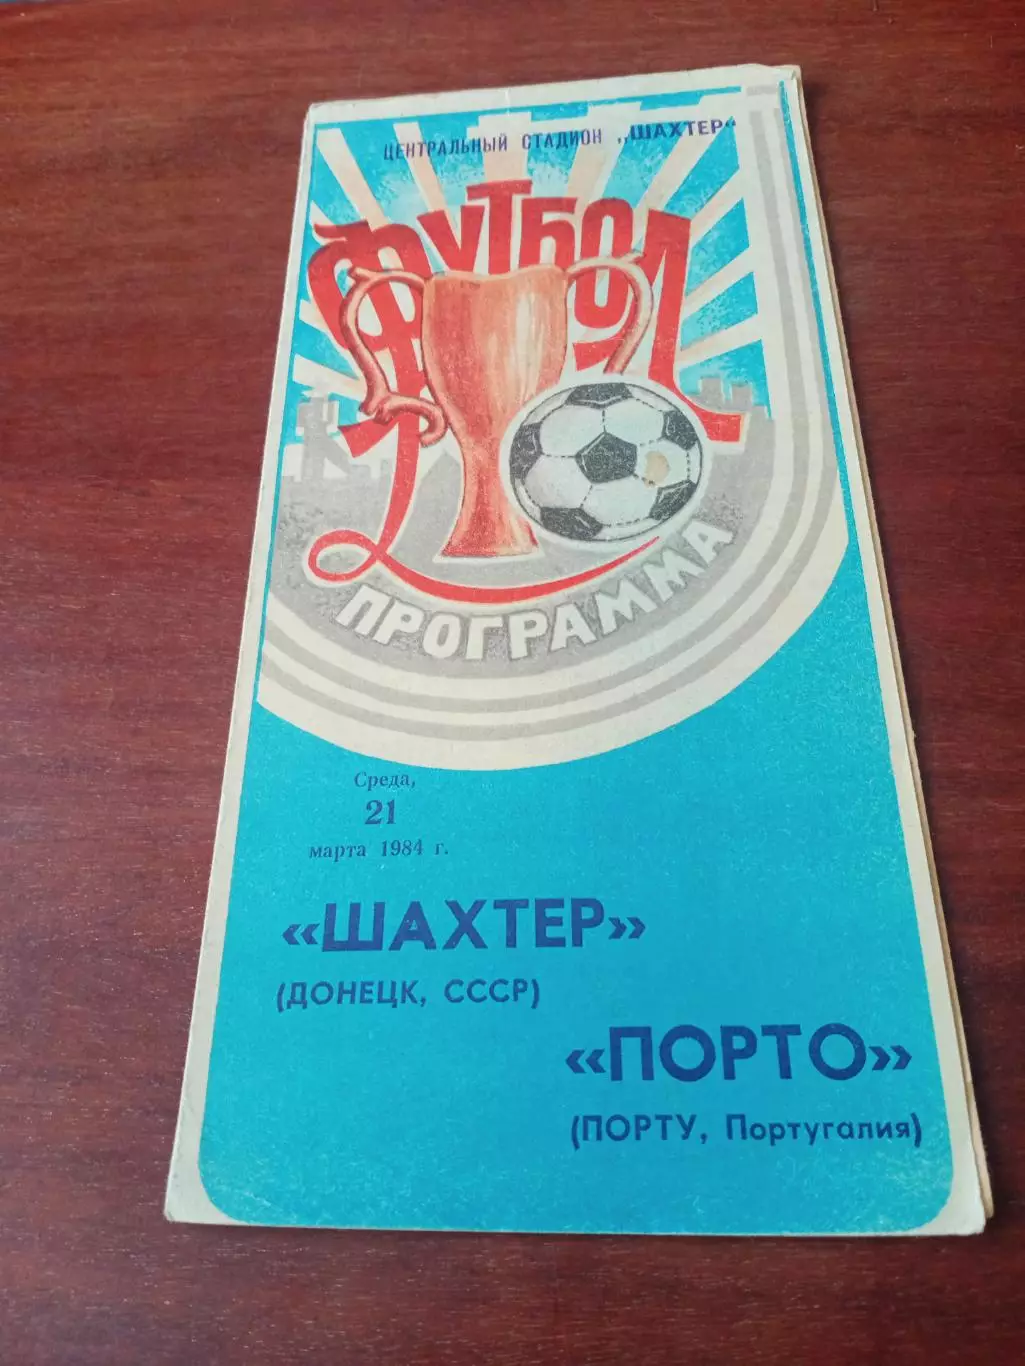 ЦЕНТРАЛЬНЫЙ СТАДИОН „ШАХТЕР“
ФУТБОЛ
ПРОГРАММА
Среда,
21
марта 1984 г.
«ШАХТЕР»
(ДОНЕЦК, СССР)
«ПОРТО»
(ПОРТУ, Португалия)